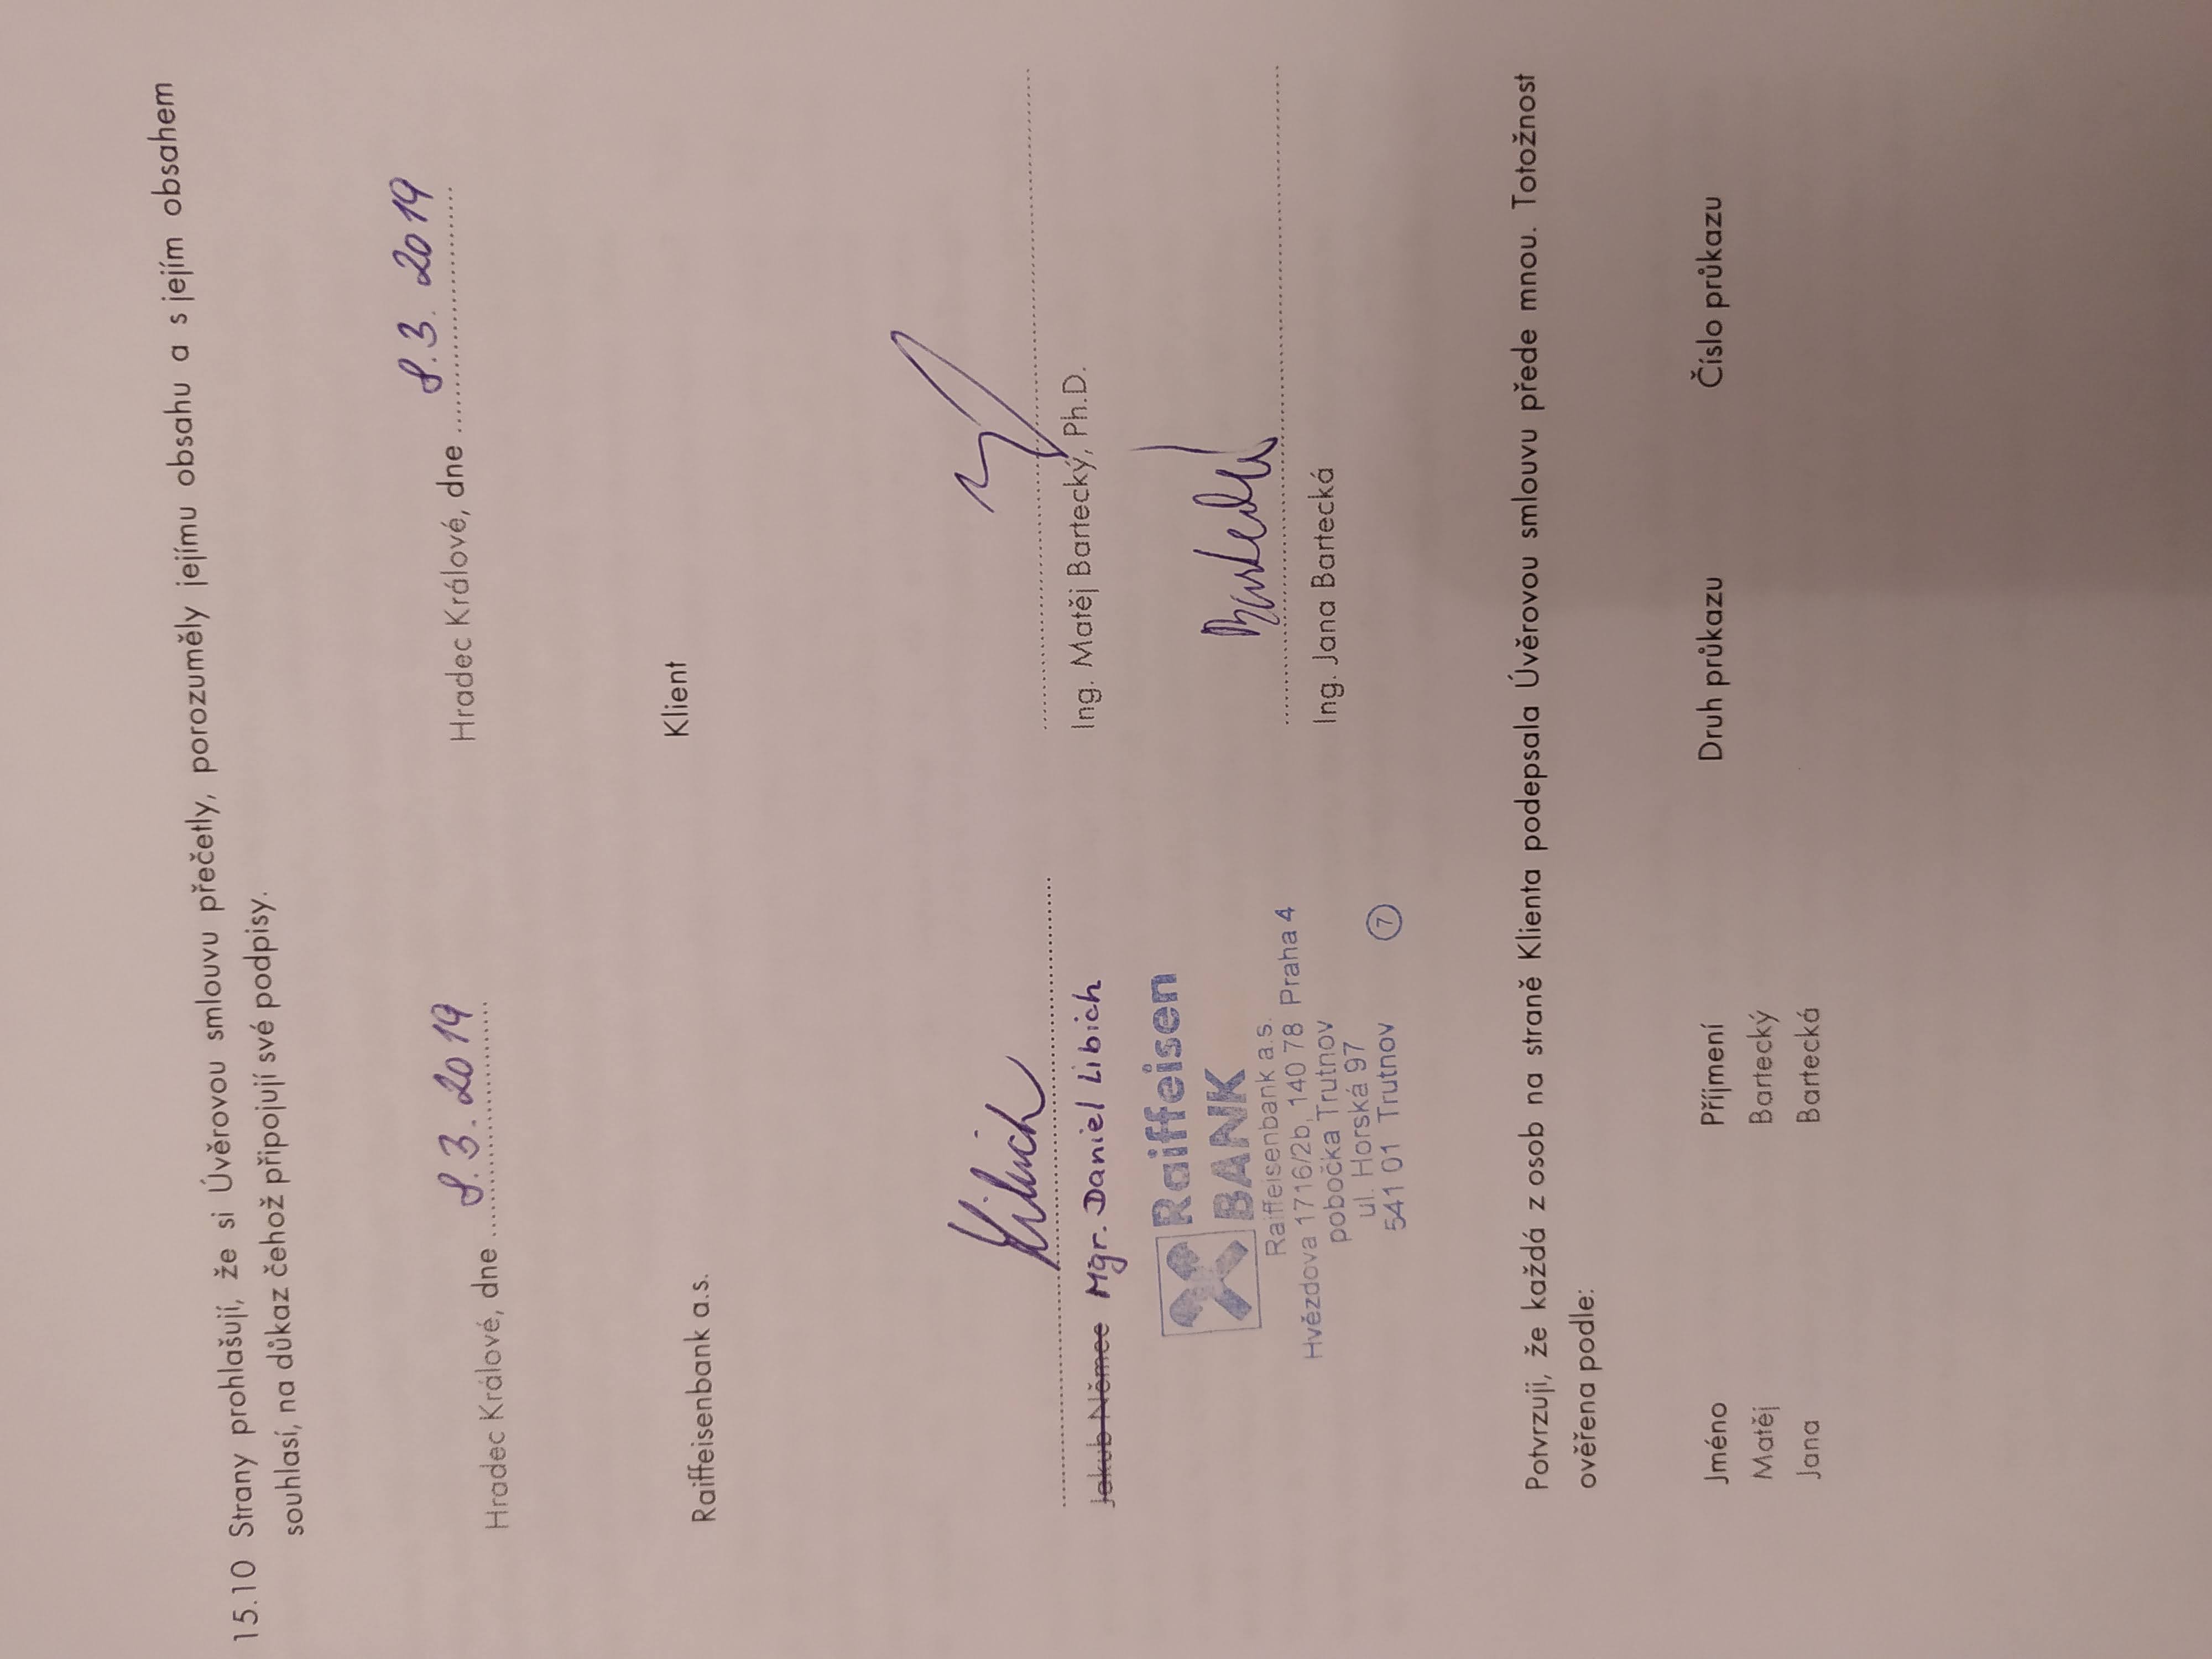 15.10 Strany prohlašují, že si Úvěrovou smlouvu přečetly, porozuměly jejímu obsahu a s jejím obsahem
souhlasí, na důkaz čehož připojují své podpisy.
Hradec Králové, dne 8.3.2019
Hradec Králové, dne 8.3. 2019
Raiffeisenbank a.s.
Klient
Libich
Jakub Němec Mgr. Daniel Libich
Ing. Matěj Bartecký, Ph.D.
Raiffeisen
BANK
Raiffeisenbank a.s.
Hvězdova 1716/2b, 140 78 Praha 4
pobočka Trutnov
ul. Horská 97
541 01 Trutnov 7
Ing. Jana Bartecká
Potvrzuji, že každá z osob na straně Klienta podepsala Úvěrovou smlouvu přede mnou. Totožnost
ověřena podle:
Jméno Příjmení Druh průkazu Číslo průkazu
Matěj Bartecký
Jana Bartecká